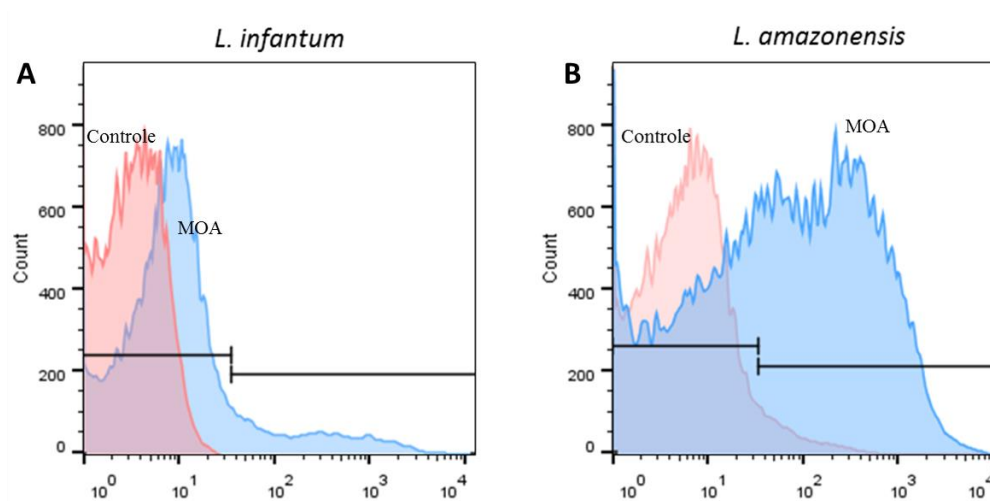 L. infantum
A
Controle
MOA
Count
800
600
400
200
0
10⁰ 10¹ 10² 10³ 10⁴
L. amazonensis
B
Controle
MOA
Count
800
600
400
200
0
10⁰ 10¹ 10² 10³ 10⁴